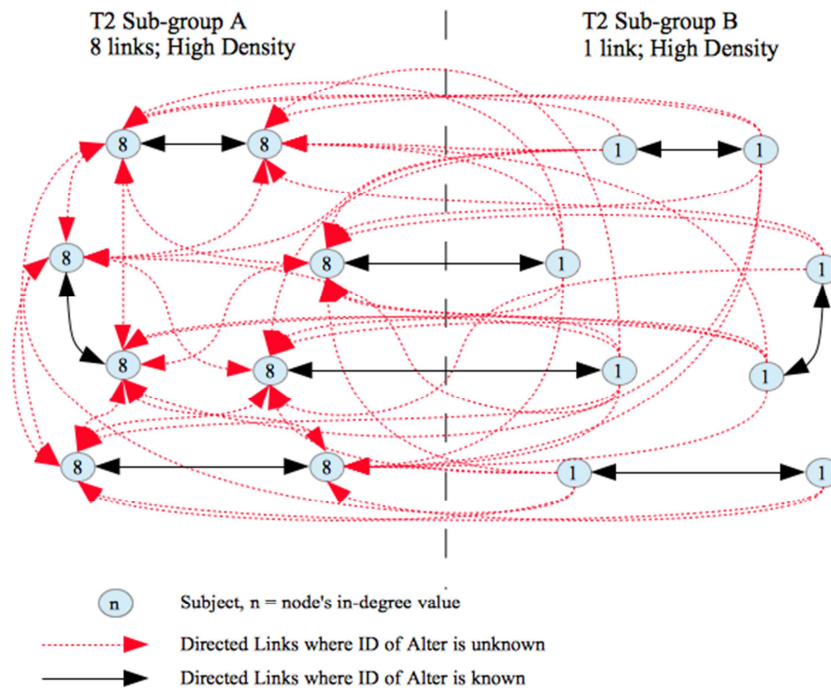 T2 Sub-group A
8 links; High Density
T2 Sub-group B
1 link; High Density
8
8
1
1
8
8
1
1
8
8
1
1
8
8
1
1
n
Subject, n = node's in-degree value
Directed Links where ID of Alter is unknown
Directed Links where ID of Alter is known